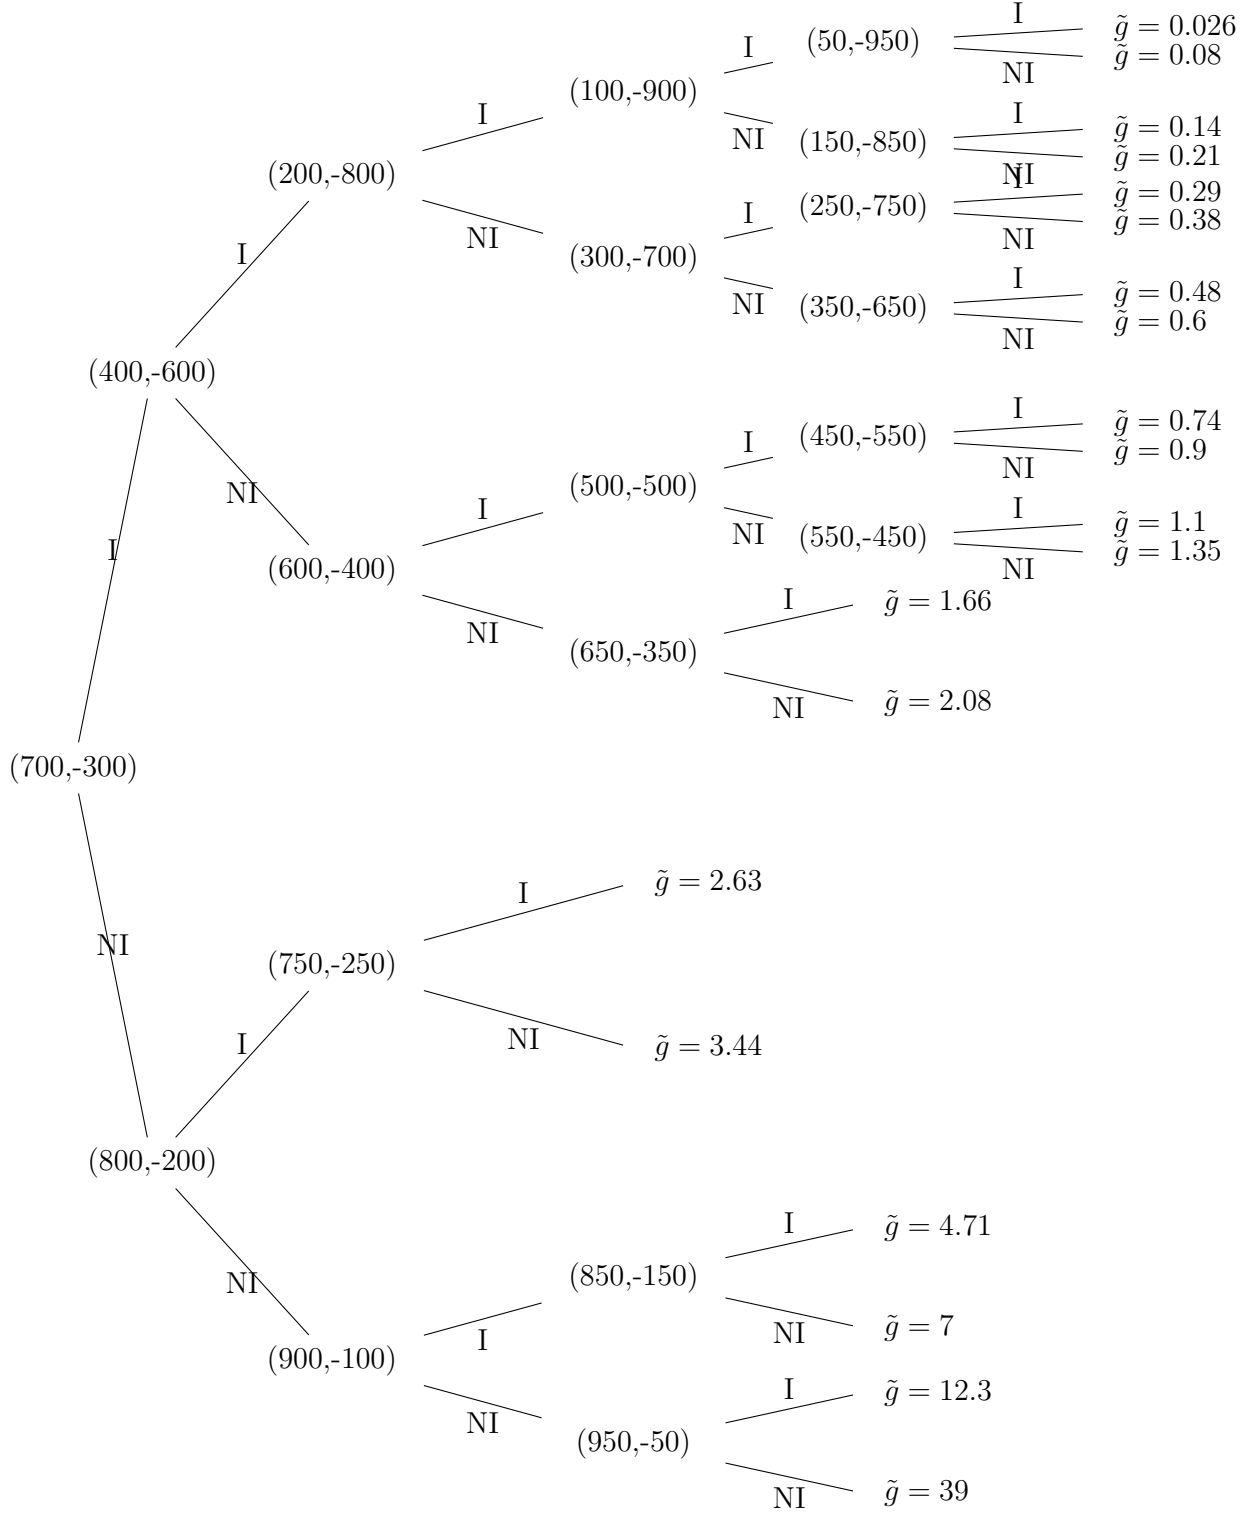 I
(50,-950)
g̃ = 0.026
I
g̃ = 0.08
NI
(100,-900)
I
I
g̃ = 0.14
NI
(150,-850)
g̃ = 0.21
(200,-800)
NI
I
g̃ = 0.29
I
(250,-750)
g̃ = 0.38
NI
NI
I
(300,-700)
I
g̃ = 0.48
NI
(350,-650)
g̃ = 0.6
NI
(400,-600)
I
g̃ = 0.74
I
(450,-550)
g̃ = 0.9
NI
(500,-500)
NI
I
I
g̃ = 1.1
NI
(550,-450)
g̃ = 1.35
I
(600,-400)
NI
I
g̃ = 1.66
NI
(650,-350)
g̃ = 2.08
NI
(700,-300)
g̃ = 2.63
I
NI
(750,-250)
I
NI
g̃ = 3.44
(800,-200)
I
g̃ = 4.71
NI
(850,-150)
g̃ = 7
I
NI
(900,-100)
I
g̃ = 12.3
NI
(950,-50)
g̃ = 39
NI